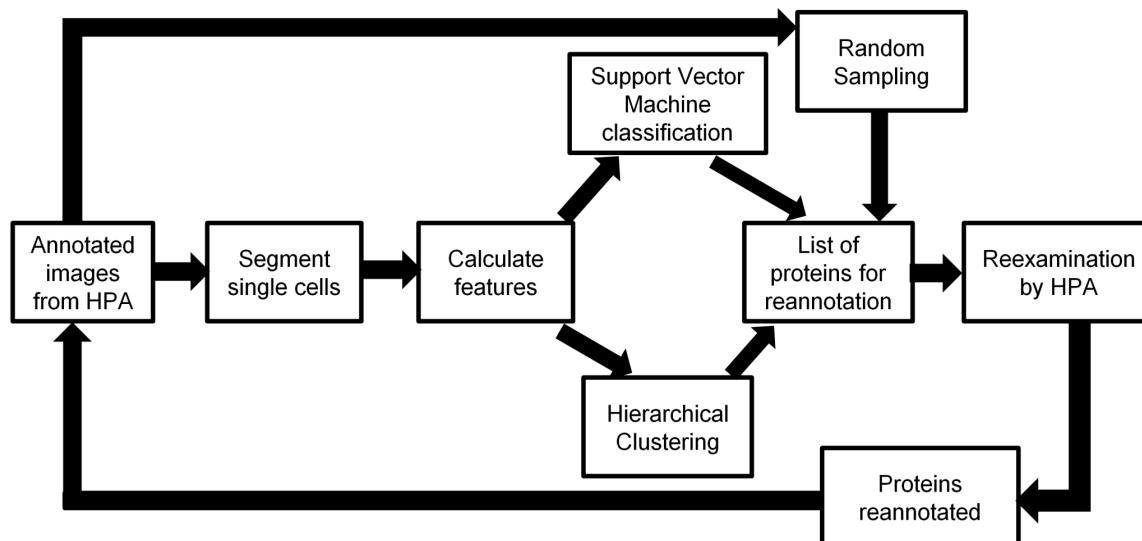 Random
Sampling
Support Vector
Machine
classification
Annotated
images
from HPA
Segment
single cells
Calculate
features
List of
proteins for
reannotation
Reexamination
by HPA
Hierarchical
Clustering
Proteins
reannotated